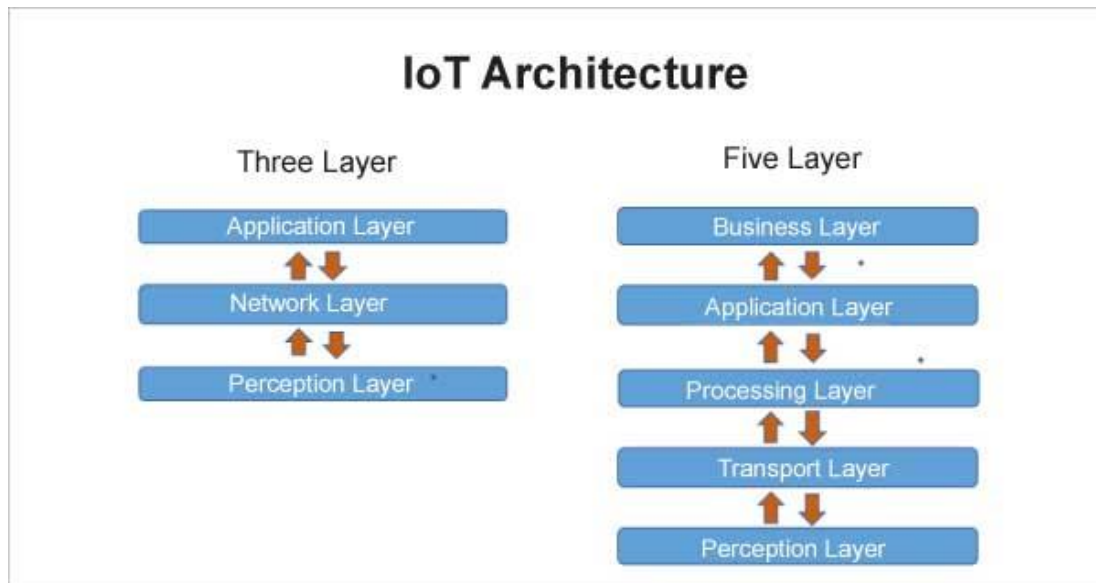 IoT Architecture
Three Layer
Application Layer
Network Layer
Perception Layer
Five Layer
Business Layer
Application Layer
Processing Layer
Transport Layer
Perception Layer